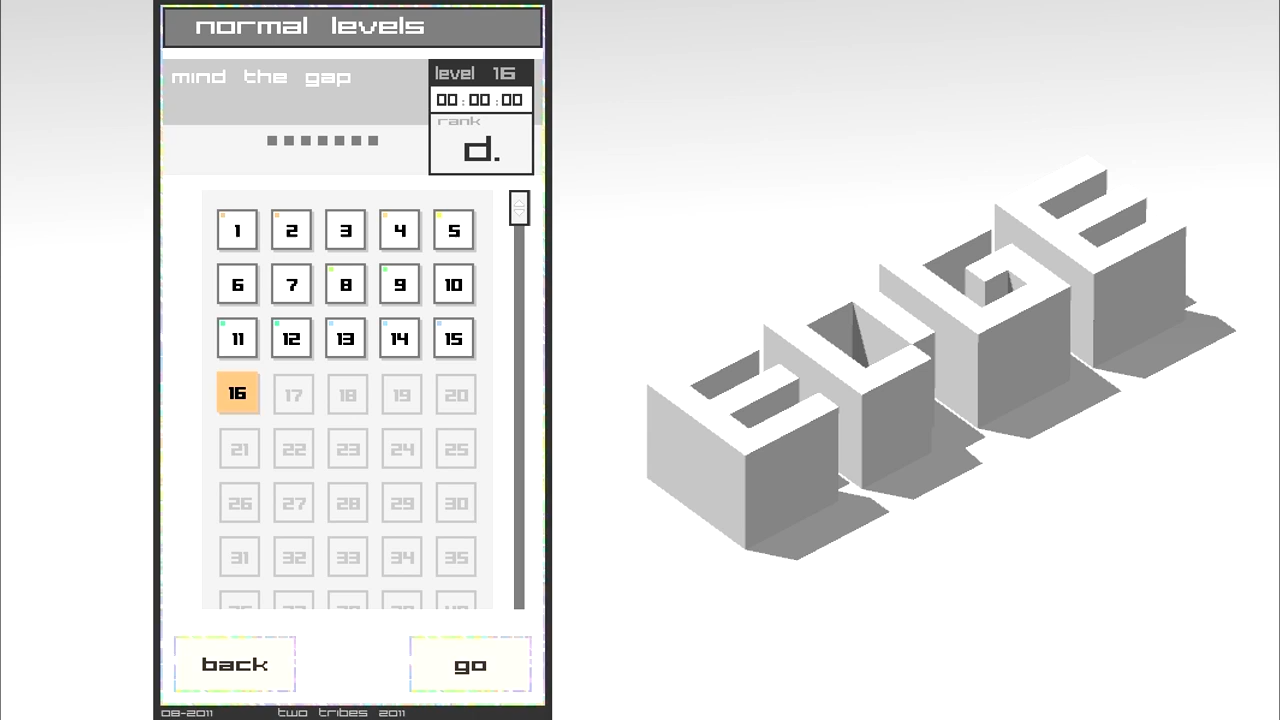 normal levels
mind the gap
level 16
00:00:00
rank
d.
1 2 3 4 5
6 7 8 9 10
11 12 13 14 15
16 17 18 19 20
21 22 23 24 25
26 27 28 29 30
31 32 33 34 35
back go
08-2011 two tribes 2011
EDGE